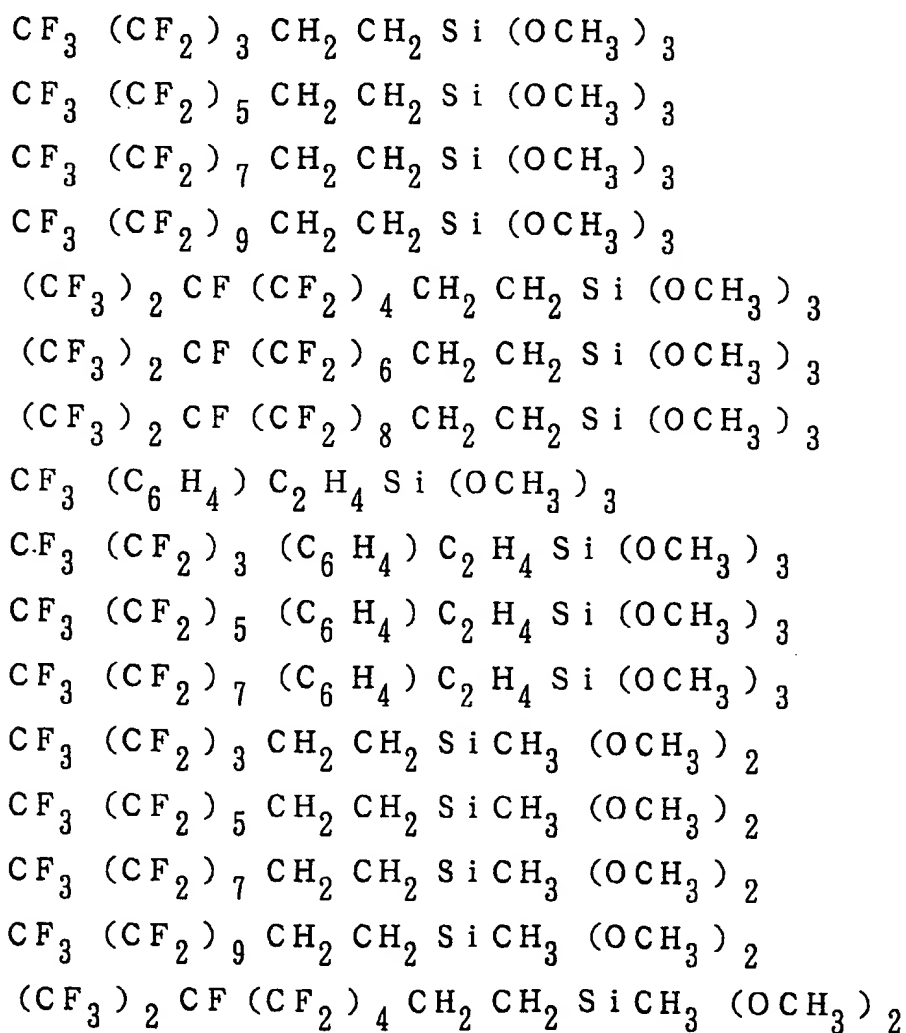 CF₃ (CF₂)₃ CH₂ CH₂ Si (OCH₃)₃
CF₃ (CF₂)₅ CH₂ CH₂ Si (OCH₃)₃
CF₃ (CF₂)₇ CH₂ CH₂ Si (OCH₃)₃
CF₃ (CF₂)₉ CH₂ CH₂ Si (OCH₃)₃
(CF₃)₂ CF (CF₂)₄ CH₂ CH₂ Si (OCH₃)₃
(CF₃)₂ CF (CF₂)₆ CH₂ CH₂ Si (OCH₃)₃
(CF₃)₂ CF (CF₂)₈ CH₂ CH₂ Si (OCH₃)₃
CF₃ (C₆ H₄) C₂ H₄ Si (OCH₃)₃
CF₃ (CF₂)₃ (C₆ H₄) C₂ H₄ Si (OCH₃)₃
CF₃ (CF₂)₅ (C₆ H₄) C₂ H₄ Si (OCH₃)₃
CF₃ (CF₂)₇ (C₆ H₄) C₂ H₄ Si (OCH₃)₃
CF₃ (CF₂)₃ CH₂ CH₂ SiCH₃ (OCH₃)₂
CF₃ (CF₂)₅ CH₂ CH₂ SiCH₃ (OCH₃)₂
CF₃ (CF₂)₇ CH₂ CH₂ SiCH₃ (OCH₃)₂
CF₃ (CF₂)₉ CH₂ CH₂ SiCH₃ (OCH₃)₂
(CF₃)₂ CF (CF₂)₄ CH₂ CH₂ SiCH₃ (OCH₃)₂